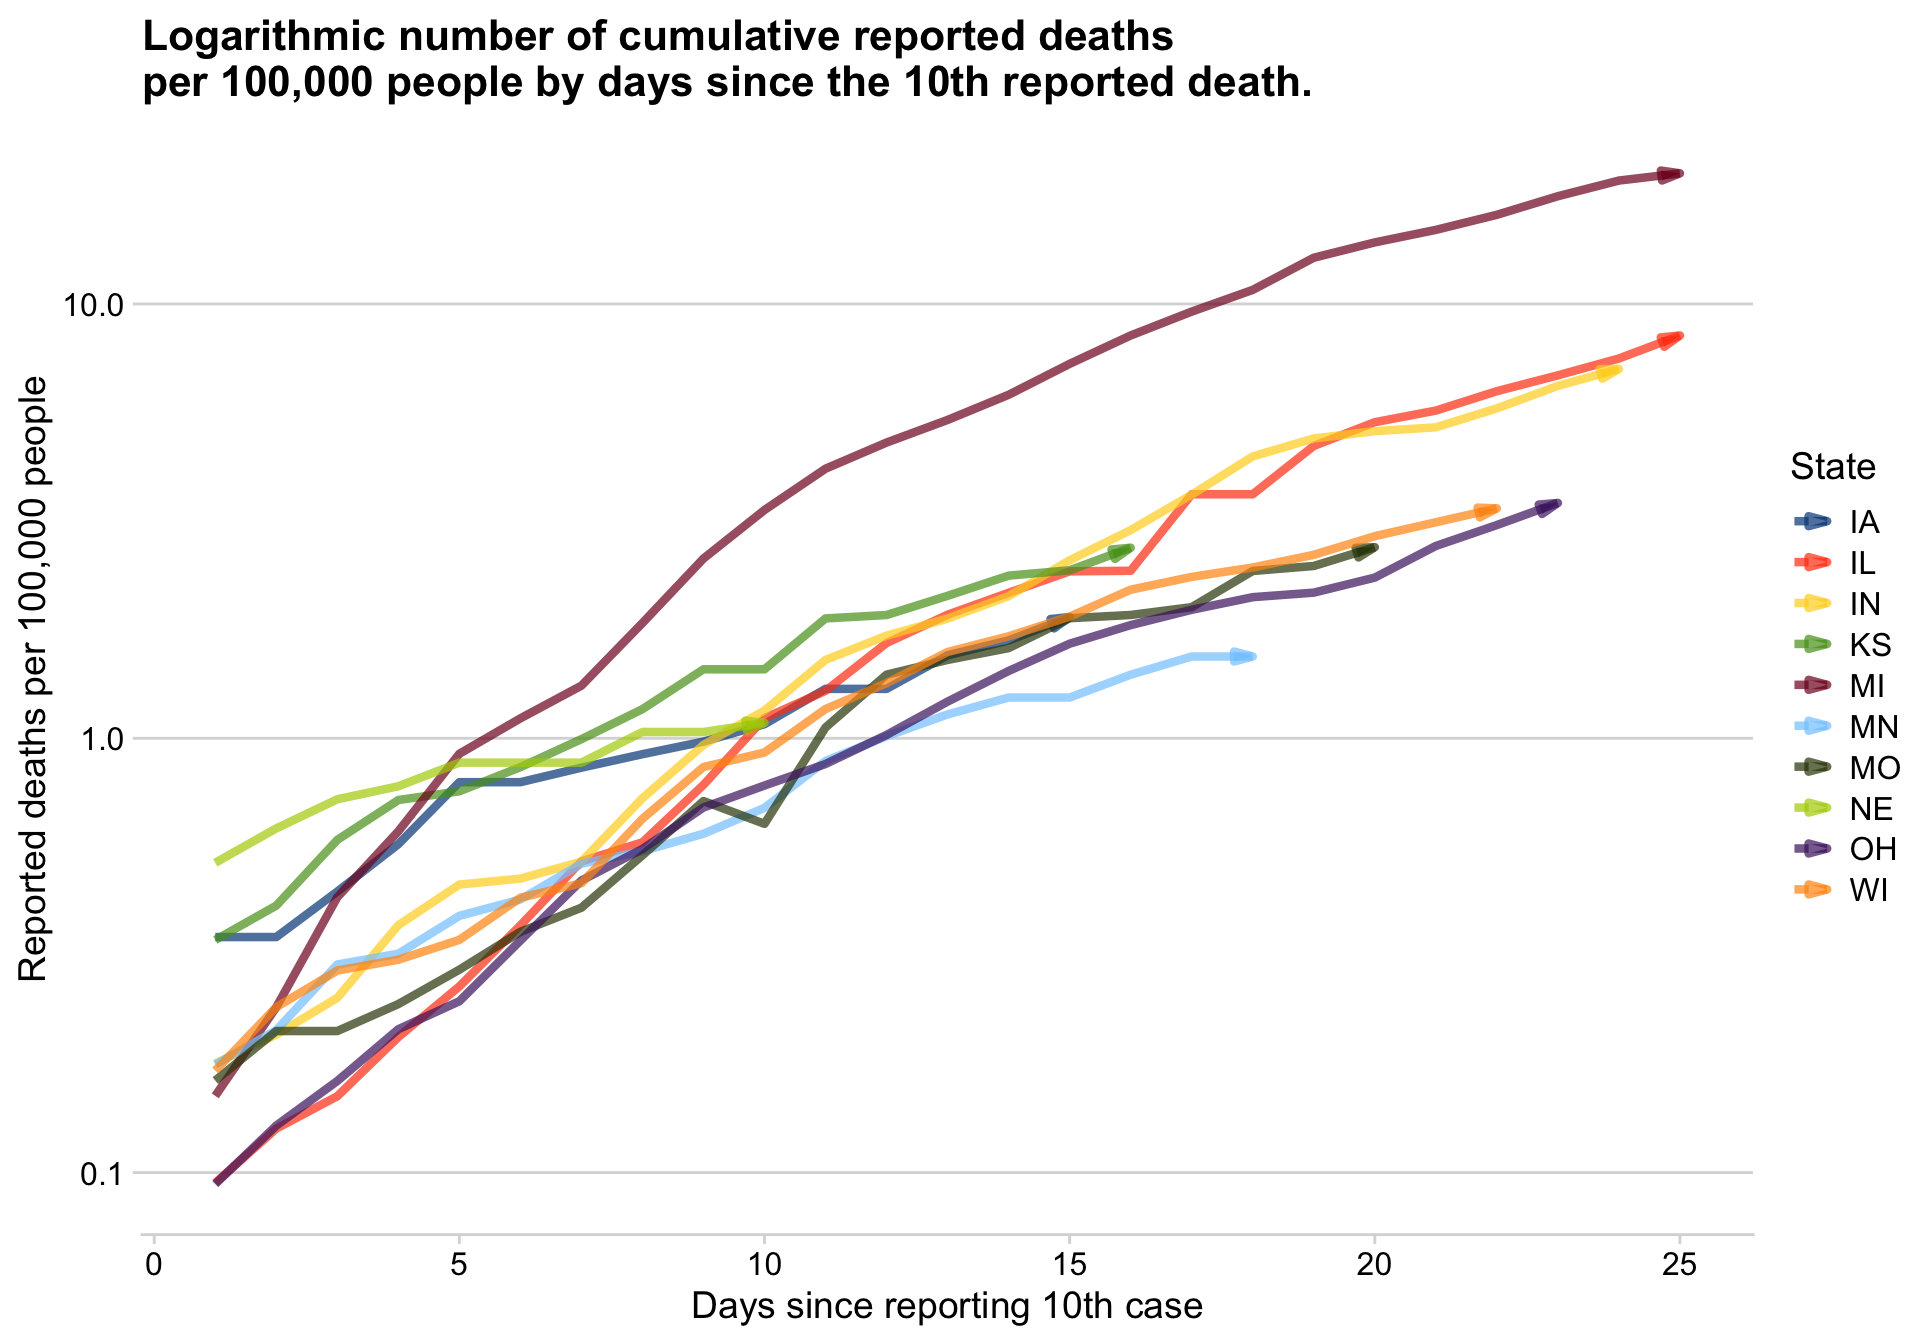 Logarithmic number of cumulative reported deaths
per 100,000 people by days since the 10th reported death.
Reported deaths per 100,000 people
10.0
1.0
0.1
0 5 10 15 20 25
Days since reporting 10th case
State
IA
IL
IN
KS
MI
MN
MO
NE
OH
WI